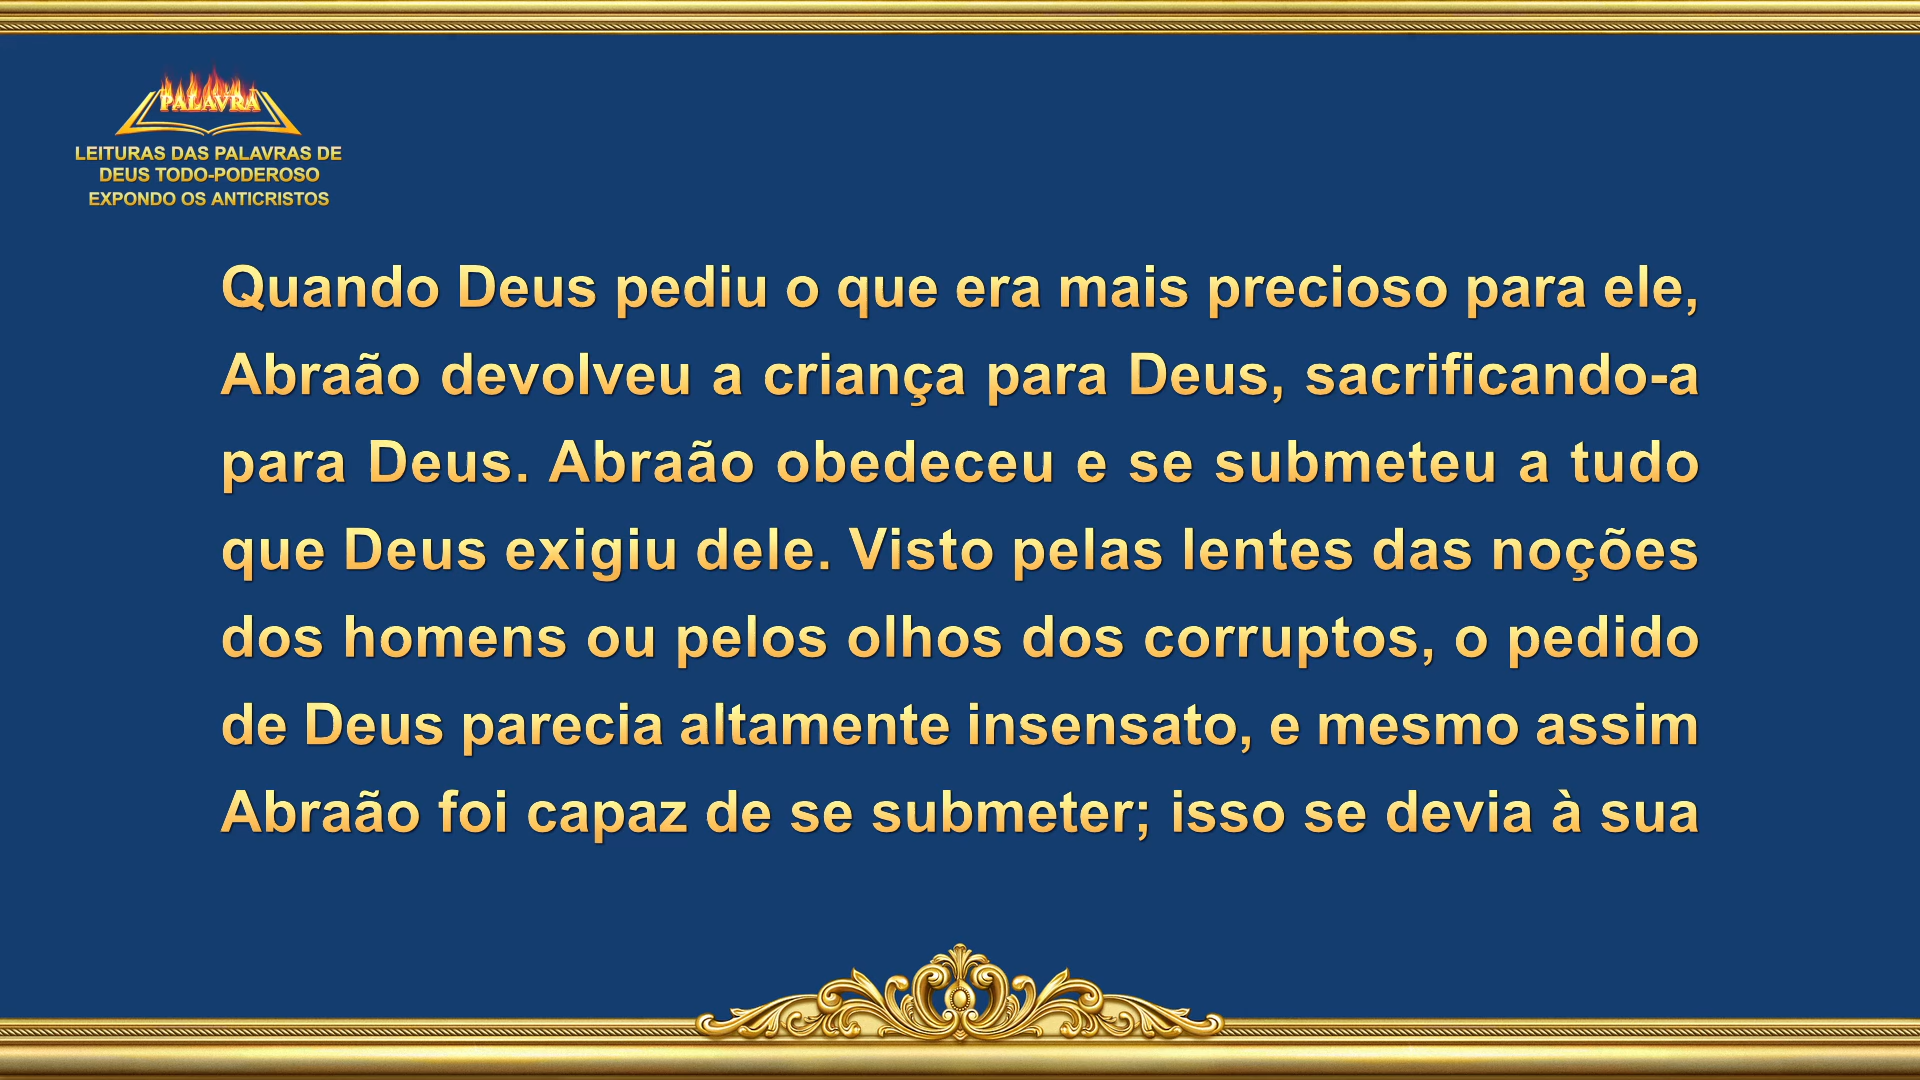 PALAVRA
LEITURAS DAS PALAVRAS DE
DEUS TODO-PODEROSO
EXPONDO OS ANTICRISTOS
Quando Deus pediu o que era mais precioso para ele,
Abraão devolveu a criança para Deus, sacrificando-a
para Deus. Abraão obedeceu e se submeteu a tudo
que Deus exigiu dele. Visto pelas lentes das noções
dos homens ou pelos olhos dos corruptos, o pedido
de Deus parecia altamente insensato, e mesmo assim
Abraão foi capaz de se submeter; isso se devia à sua